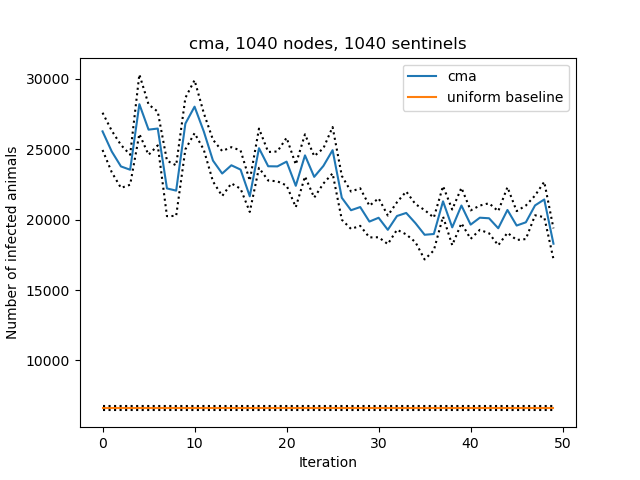 cma, 1040 nodes, 1040 sentinels
cma
uniform baseline
Number of infected animals
30000
25000
20000
15000
10000
0 10 20 30 40 50
Iteration